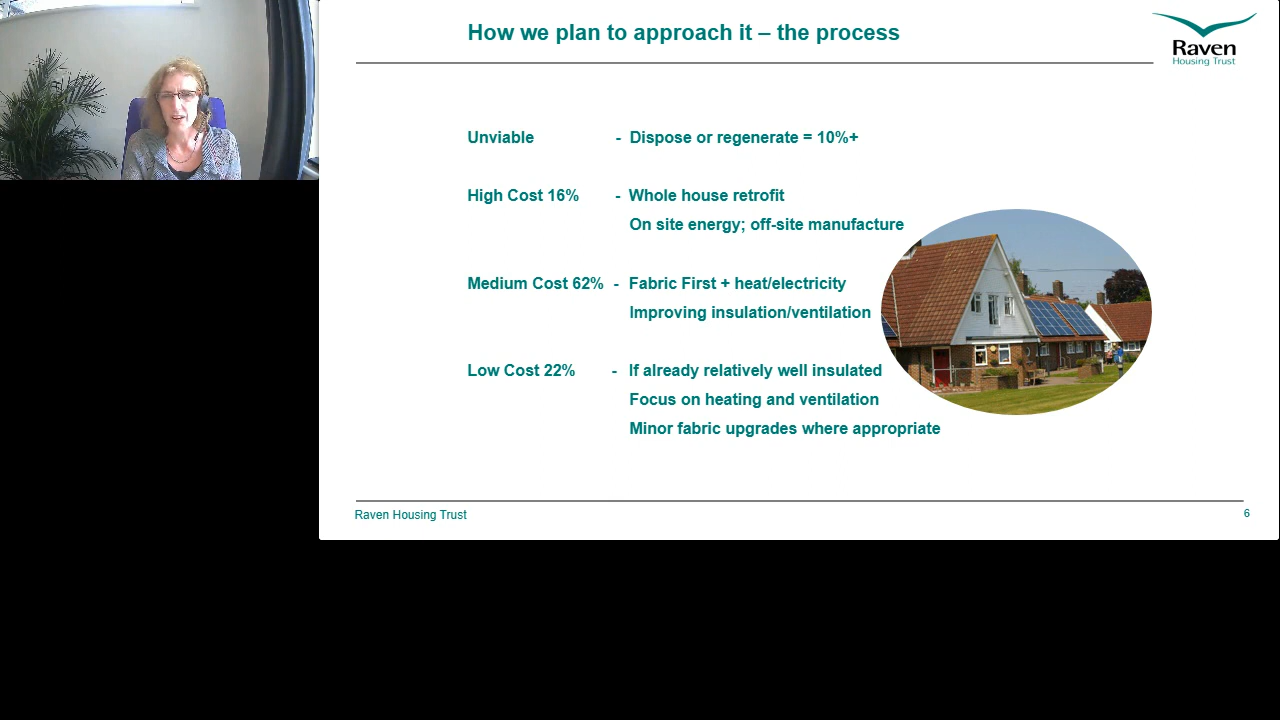 How we plan to approach it – the process
Raven
Housing Trust
Unviable - Dispose or regenerate = 10%+
High Cost 16% - Whole house retrofit
On site energy; off-site manufacture
Medium Cost 62% - Fabric First + heat/electricity
Improving insulation/ventilation
Low Cost 22% - If already relatively well insulated
Focus on heating and ventilation
Minor fabric upgrades where appropriate
Raven Housing Trust
6